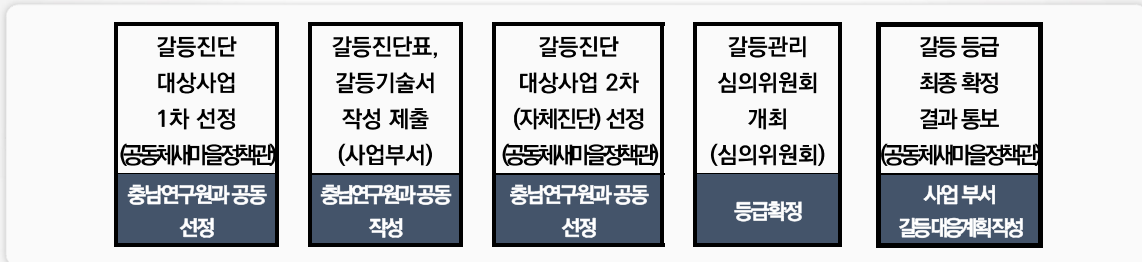 갈등진단
대상사업
1차 선정
(공동체새마을정책관)
충남연구원과 공동
선정
갈등진단표,
갈등기술서
작성 제출
(사업부서)
충남연구원과 공동
작성
갈등진단
대상사업 2차
(자체진단) 선정
(공동체새마을정책관)
충남연구원과 공동
선정
갈등관리
심의위원회
개최
(심의위원회)
등급확정
갈등 등급
최종 확정
결과 통보
(공동체새마을정책관)
사업 부서
갈등 대응계획 작성